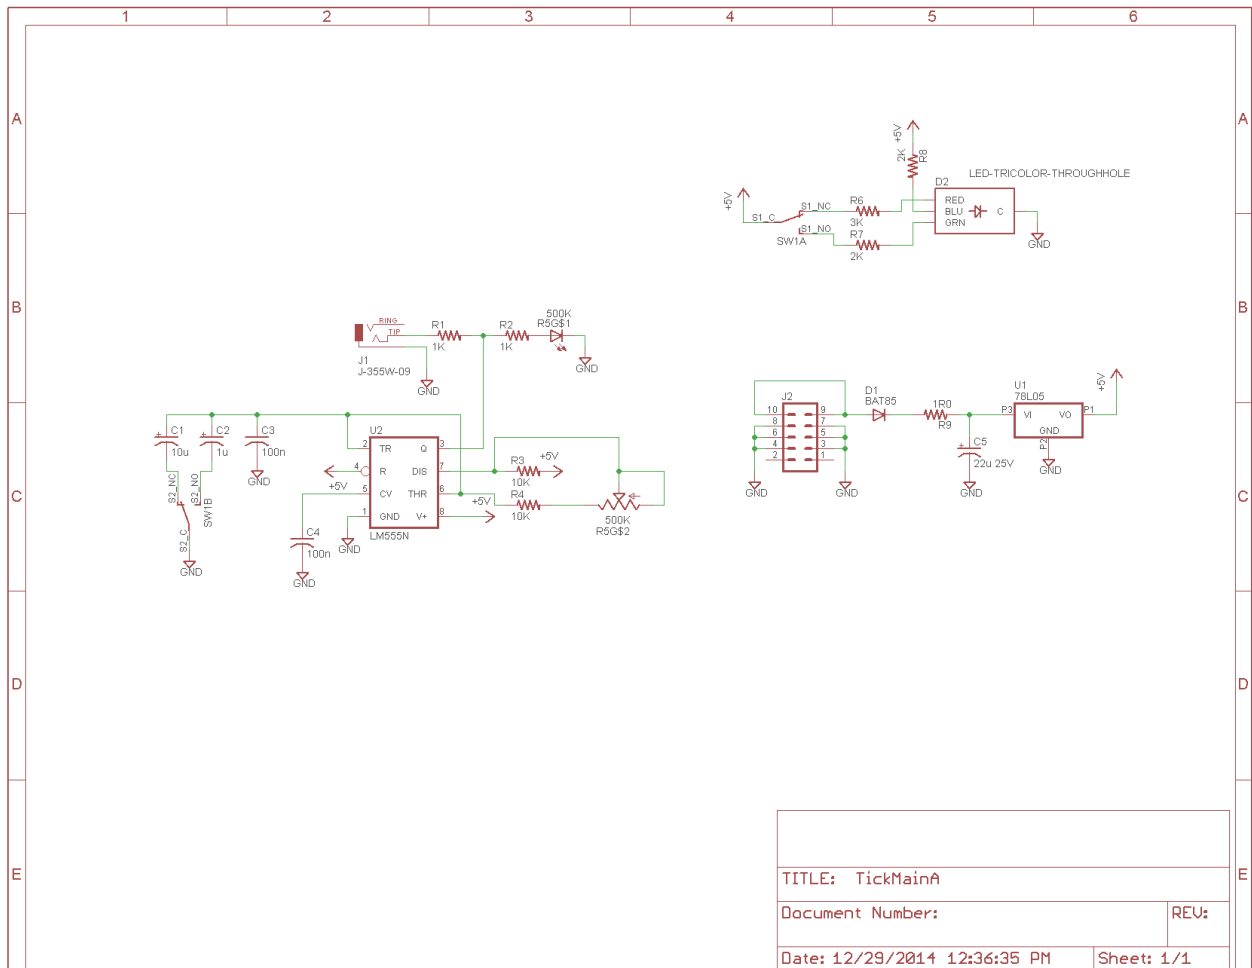 1 2 3 4 5 6
A A
+5V
2K
R8
LED-TRICOLOR-THROUGHHOLE
D2
+5V
S1_C
S1_NC
S1_NO
SW1A
R6
3K
R7
2K
RED
BLU
GRN
C
GND
B B
RING
TIP
J1
J-355W-09
GND
R1
1K
R2
1K
500K
R5G$1
GND
J2
10 9
8 7
6 5
4 3
2 1
GND
GND
D1
BAT85
1R0
R9
C5
22u 25V
GND
U1
78L05
P3
VI
VO
P1
GND
P2
GND
+5V
C C
C1
10u
C2
1u
C3
100n
GND
S2_NC
S2_NO
S2_C
SW1B
GND
U2
2 TR Q 3
4 R DIS 7
5 CV THR 6
1 GND V+ 8
LM555N
+5V
C4
100n
GND
GND
R3
10K
+5V
R4
10K
+5V
500K
R5G$2
D D
E E
TITLE: TickMainA
Document Number:
REV:
Date: 12/29/2014 12:36:35 PM
Sheet: 1/1